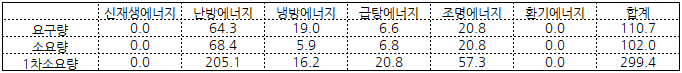 신재생에너지 난방에너지 냉방에너지 급탕에너지 조명에너지 환기에너지 합계
요구량 0.0 64.3 19.0 6.6 20.8 0.0 110.7
소요량 0.0 68.4 5.9 6.8 20.8 0.0 102.0
1차소요량 0.0 205.1 16.2 20.8 57.3 0.0 299.4